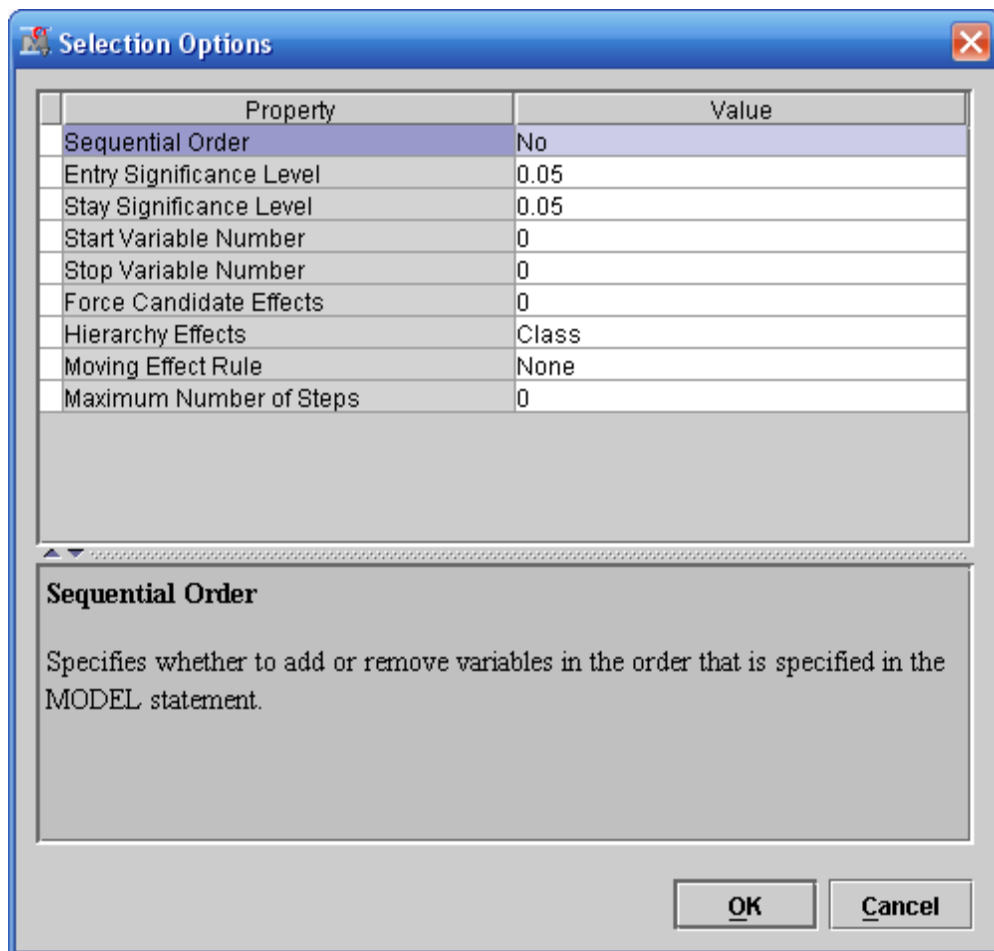 Selection Options
Property Value
Sequential Order No
Entry Significance Level 0.05
Stay Significance Level 0.05
Start Variable Number 0
Stop Variable Number 0
Force Candidate Effects 0
Hierarchy Effects Class
Moving Effect Rule None
Maximum Number of Steps 0
Sequential Order
Specifies whether to add or remove variables in the order that is specified in the
MODEL statement.
OK Cancel